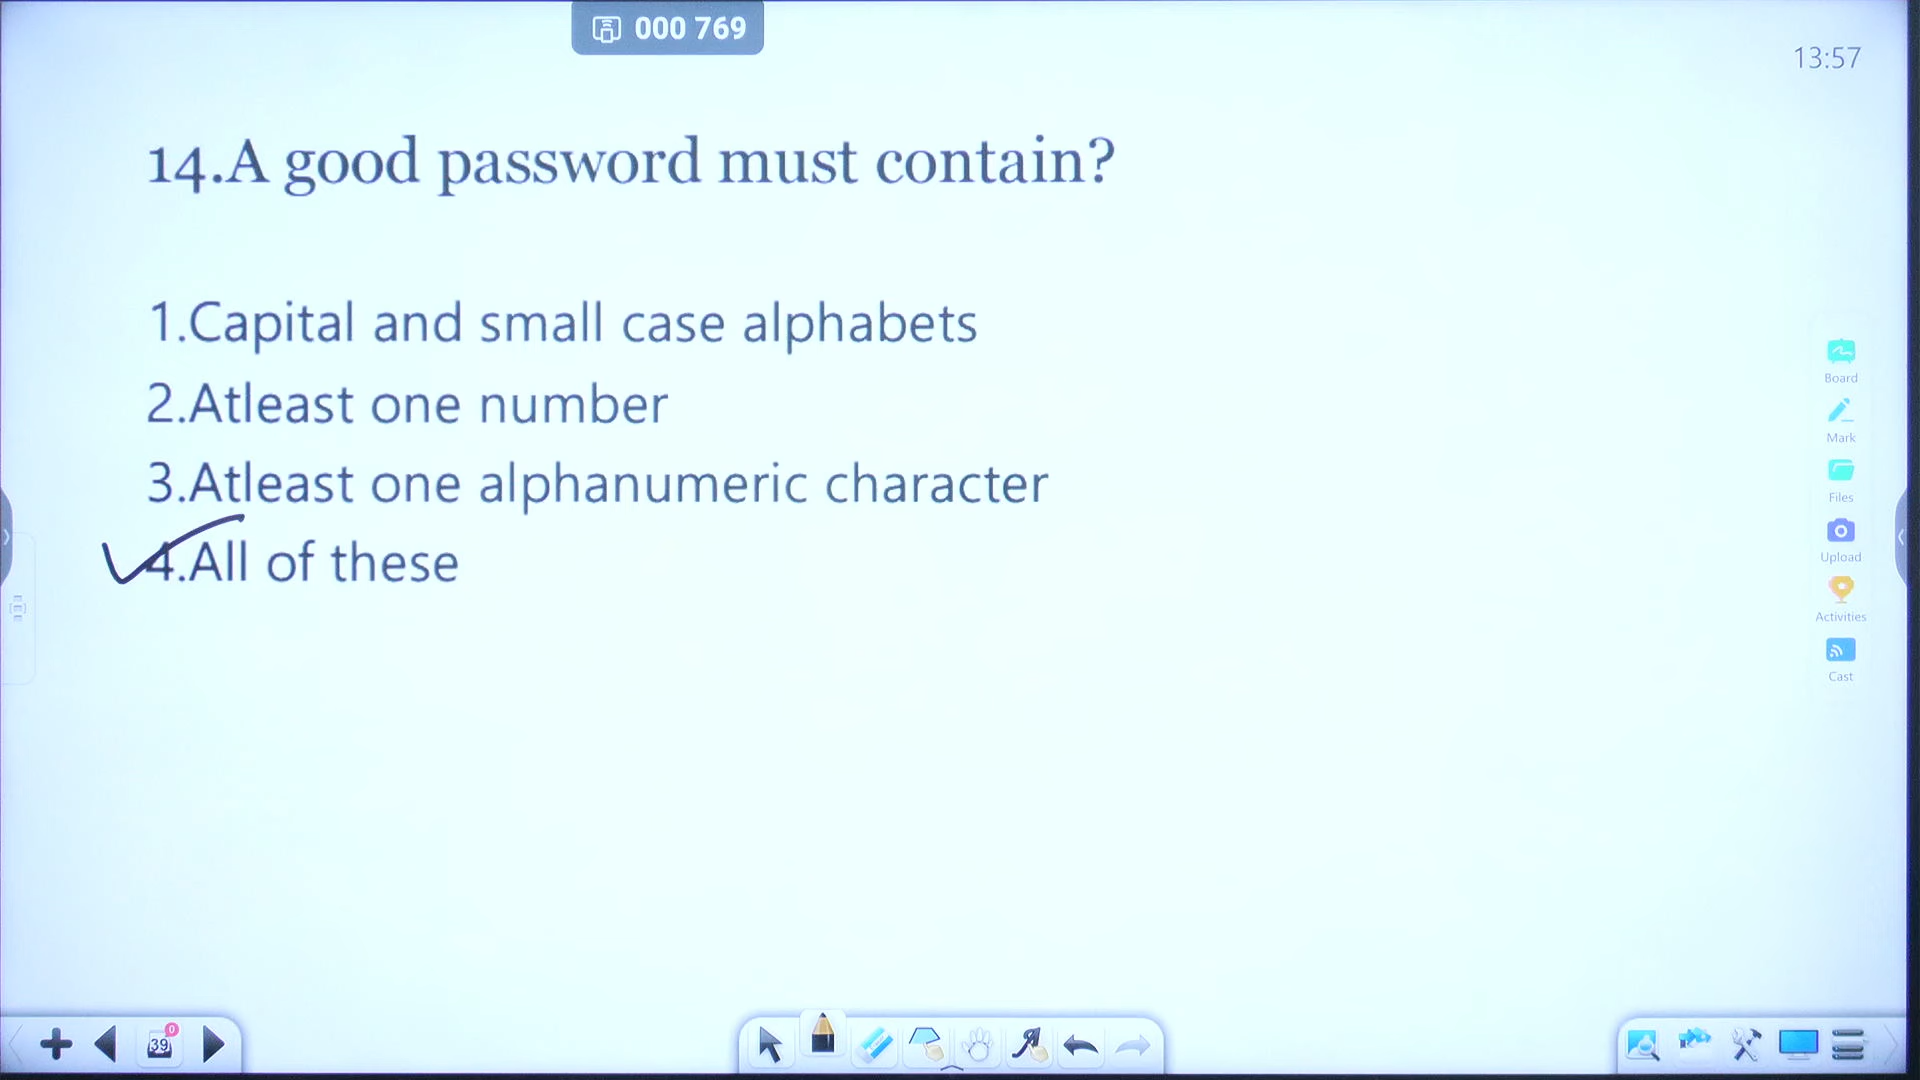 000 769
13:57
14.A good password must contain?
1.Capital and small case alphabets
2.Atleast one number
3.Atleast one alphanumeric character
4.All of these
Board
Mark
Files
Upload
Activities
Cast
39
0